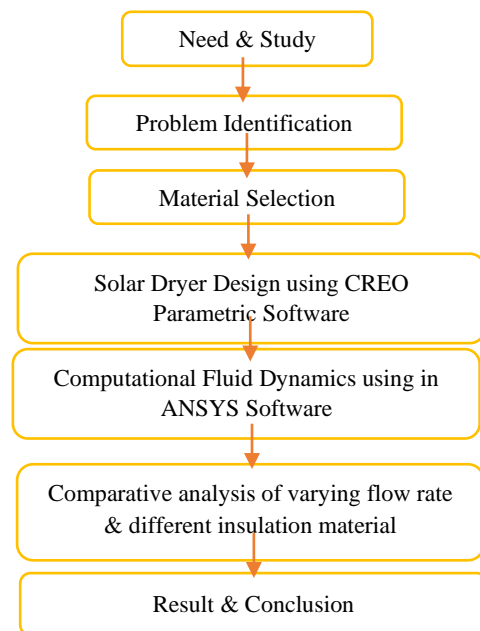 Need & Study
Problem Identification
Material Selection
Solar Dryer Design using CREO
Parametric Software
Computational Fluid Dynamics using in
ANSYS Software
Comparative analysis of varying flow rate
& different insulation material
Result & Conclusion